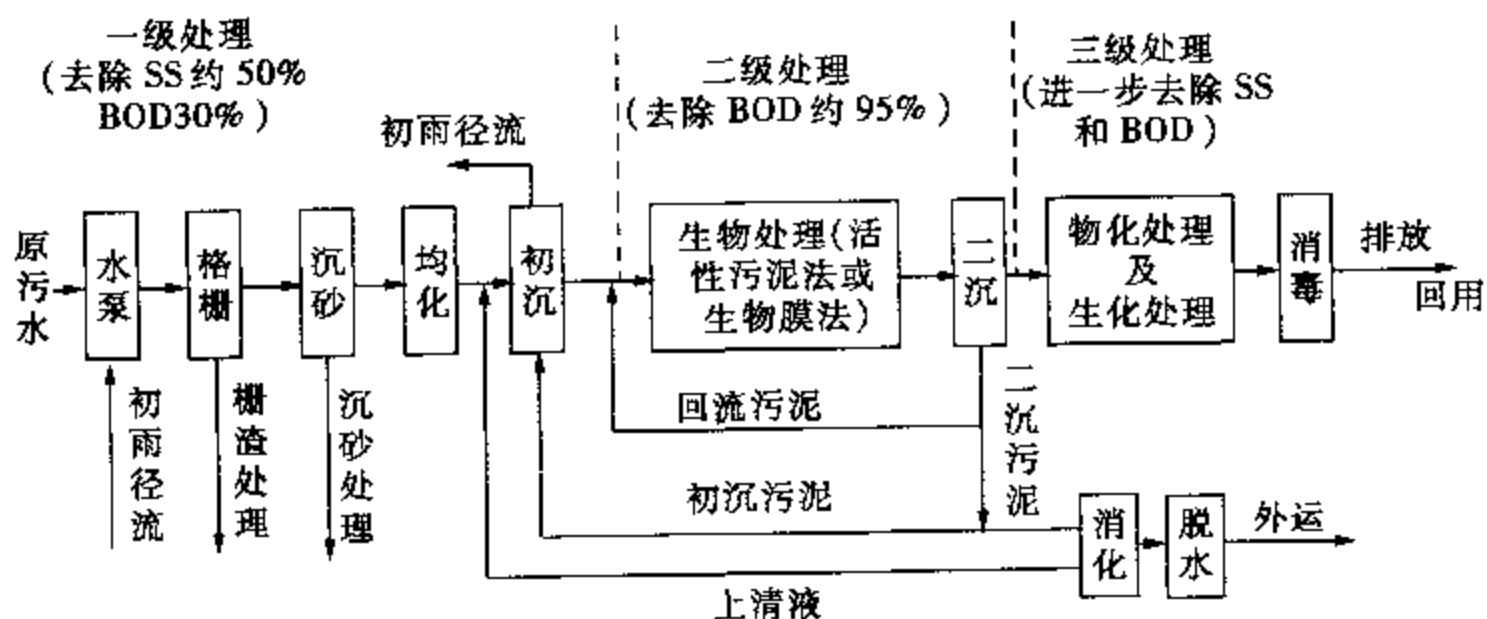 一级处理
(去除 SS 约 50%
BOD30%)
二级处理
(去除 BOD 约 95%)
三级处理
(进一步去除 SS
和 BOD)
初雨径流
原污水
水泵
格栅
沉砂
均化
初沉
生物处理(活
性污泥法或
生物膜法)
二沉
物化处理
及
生化处理
消毒
排放
回用
初雨径流
栅渣处理
沉砂处理
回流污泥
二沉污泥
初沉污泥
上清液
消化
脱水
外运